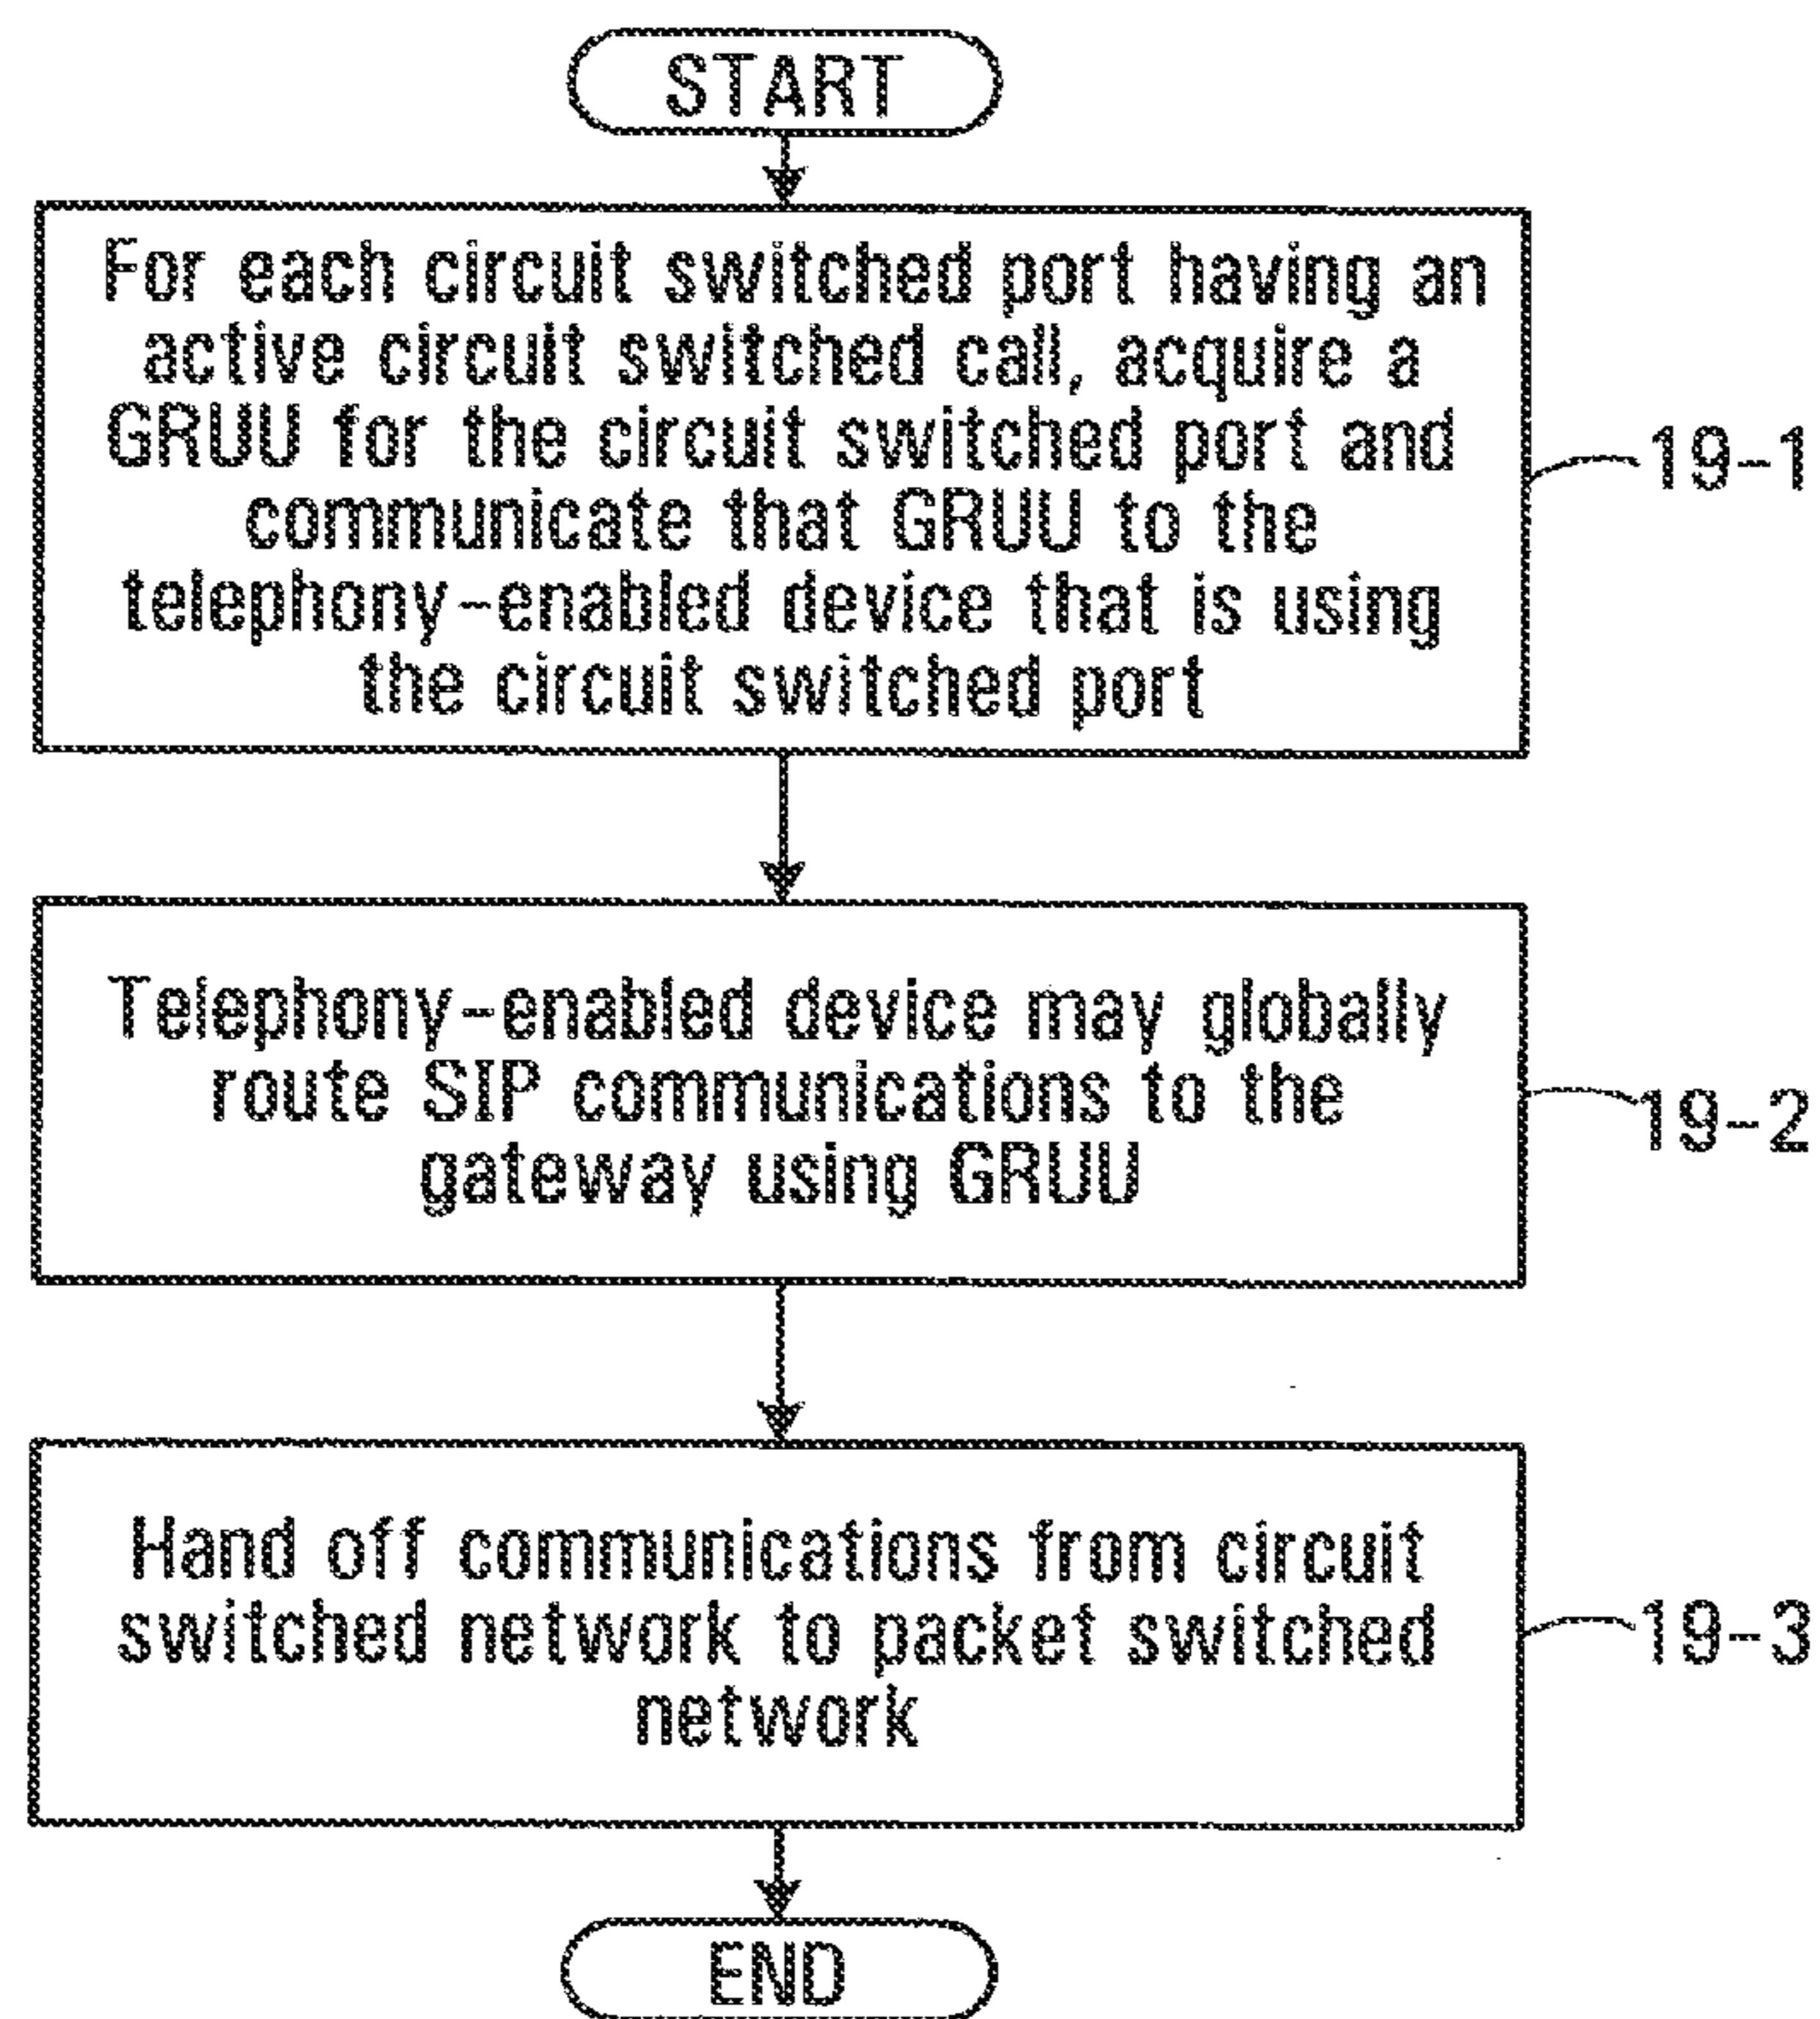 START
For each circuit switched port having an
active circuit switched call, acquire a
GRUU for the circuit switched port and
communicate that GRUU to the
telephony-enabled device that is using
the circuit switched port
19-1
Telephony-enabled device may globally
route SIP communications to the
gateway using GRUU
19-2
Hand off communications from circuit
switched network to packet switched
network
19-3
END